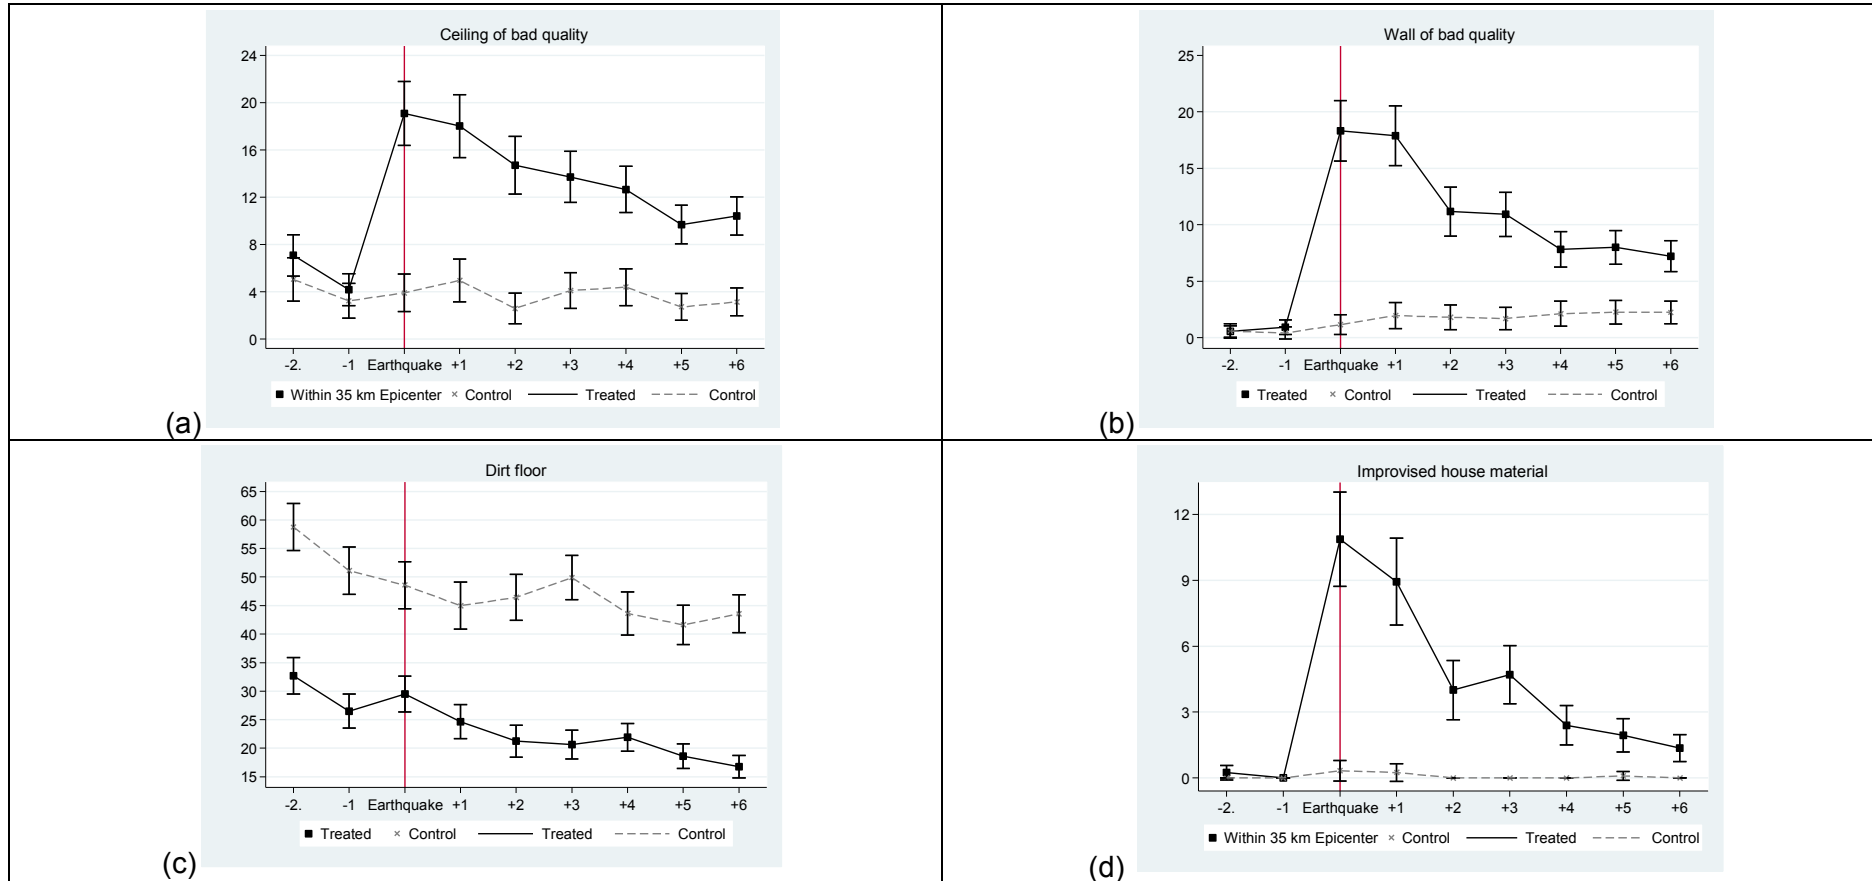 Ceiling of bad quality
24
20
16
12
8
4
0
-2. -1 Earthquake +1 +2 +3 +4 +5 +6
Within 35 km Epicenter × Control Treated Control
(a)
Wall of bad quality
25
20
15
10
5
0
-2. -1 Earthquake +1 +2 +3 +4 +5 +6
Treated × Control Treated Control
(b)
Dirt floor
65
60
55
50
45
40
35
30
25
20
15
-2. -1 Earthquake +1 +2 +3 +4 +5 +6
Treated × Control Treated Control
(c)
Improvised house material
12
9
6
3
0
-2. -1 Earthquake +1 +2 +3 +4 +5 +6
Within 35 km Epicenter × Control Treated Control
(d)